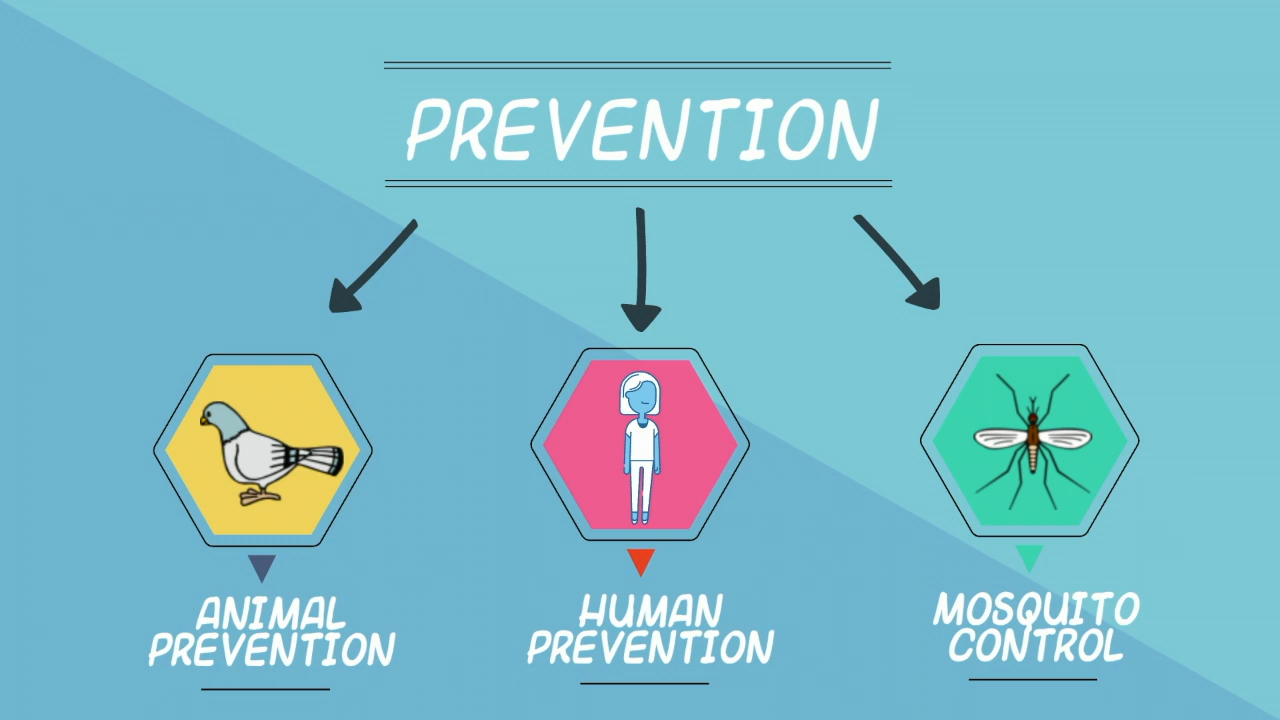 PREVENTION
ANIMAL
PREVENTION
HUMAN
PREVENTION
MOSQUITO
CONTROL